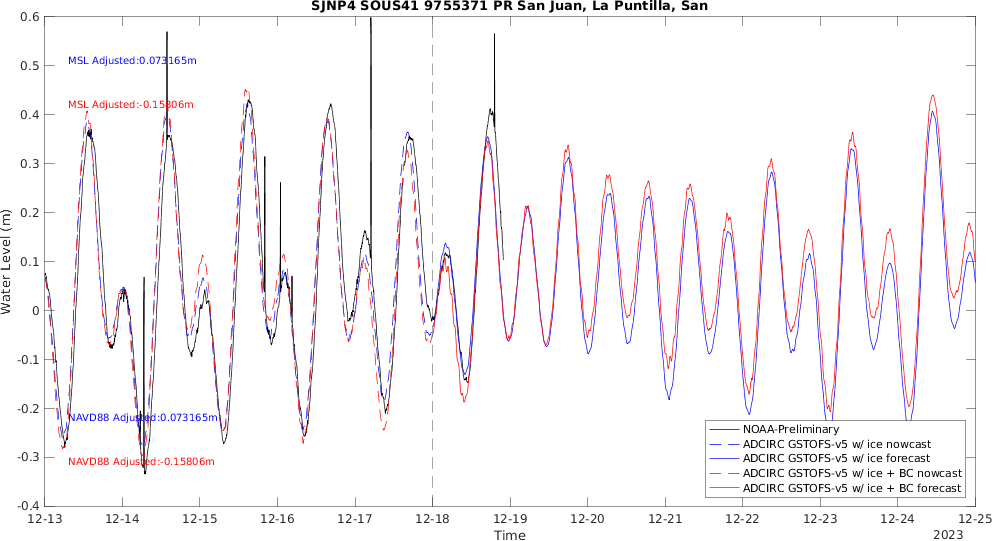 SJNP4 SOUS41 9755371 PR San Juan, La Puntilla, San
Water Level (m)
0.6
0.5
0.4
0.3
0.2
0.1
0
-0.1
-0.2
-0.3
-0.4
MSL Adjusted:0.073165m
MSL Adjusted:-0.15806m
NAVD88 Adjusted:0.073165m
NAVD88 Adjusted:-0.15806m
NOAA-Preliminary
ADCIRC GSTOFS-v5 w/ ice nowcast
ADCIRC GSTOFS-v5 w/ ice forecast
ADCIRC GSTOFS-v5 w/ ice + BC nowcast
ADCIRC GSTOFS-v5 w/ ice + BC forecast
12-13 12-14 12-15 12-16 12-17 12-18 12-19 12-20 12-21 12-22 12-23 12-24 12-25
Time
2023